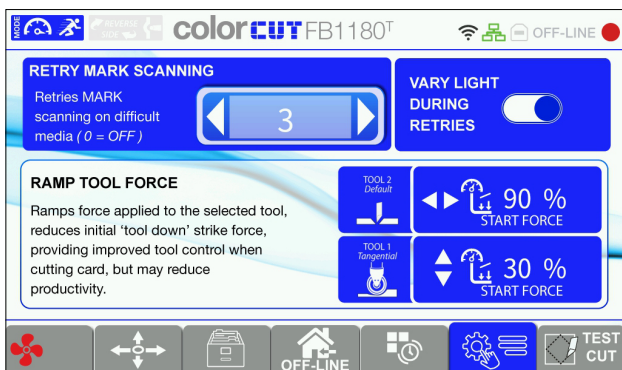 MODE
REVERSE
SIDE
colorCUT FB1180T
OFF-LINE
RETRY MARK SCANNING
Retries MARK
scanning on difficult
media ( 0 = OFF )
3
VARY LIGHT
DURING
RETRIES
RAMP TOOL FORCE
Ramps force applied to the selected tool,
reduces initial ‘tool down’ strike force,
providing improved tool control when
cutting card, but may reduce
productivity.
TOOL 2
Default
90 %
START FORCE
TOOL 1
Tangential
30 %
START FORCE
OFF-LINE
TEST
CUT